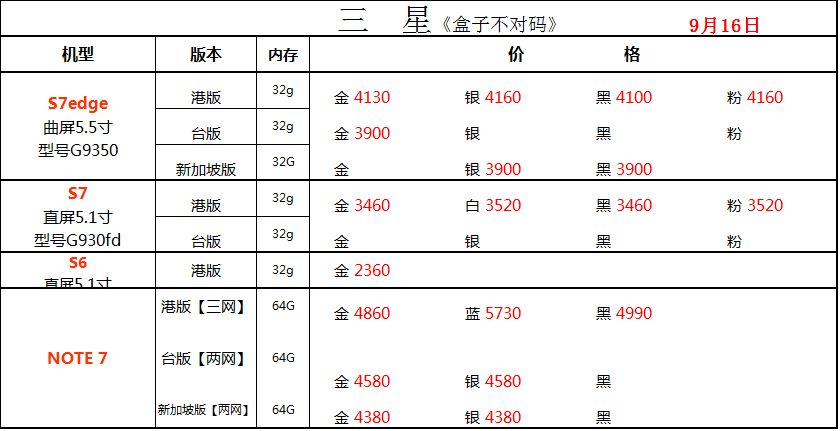 三 星《盒子不对码》 9月16日
机型 版本 内存 价 格
S7edge
曲屏5.5寸
型号G9350
港版 32g 金 4130 银 4160 黑 4100 粉 4160
台版 32g 金 3900 银 黑 粉
新加坡版 32G 金 银 3900 黑 3900
S7
直屏5.1寸
型号G930fd
港版 32g 金 3460 白 3520 黑 3460 粉 3520
台版 32g 金 银 黑 粉
S6
直屏5.1寸
港版 32g 金 2360
NOTE 7
港版【三网】 64G 金 4860 蓝 5730 黑 4990
台版【两网】 64G 金 4580 银 4580 黑
新加坡版【两网】 64G 金 4380 银 4380 黑